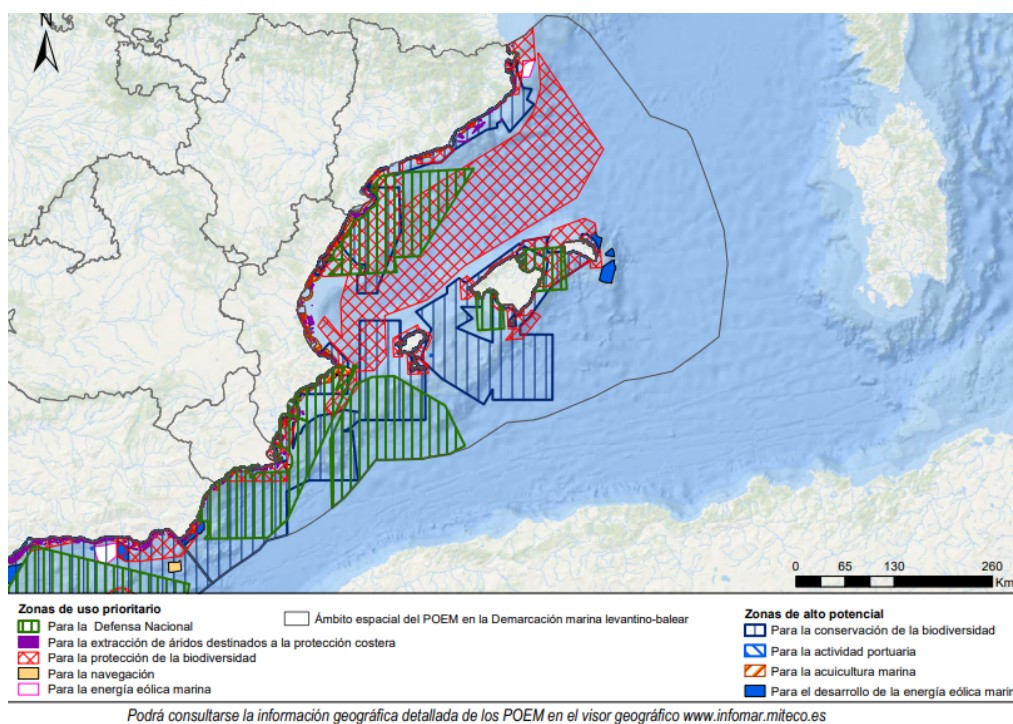 N
0 65 130 260
Km
Zonas de uso prioritario
Para la Defensa Nacional
Para la extracción de áridos destinados a la protección costera
Para la protección de la biodiversidad
Para la navegación
Para la energía eólica marina
Ámbito espacial del POEM en la Demarcación marina levantino-balear
Zonas de alto potencial
Para la conservación de la biodiversidad
Para la actividad portuaria
Para la acuicultura marina
Para el desarrollo de la energía eólica marin
Podrá consultarse la información geográfica detallada de los POEM en el visor geográfico www.infomar.miteco.es